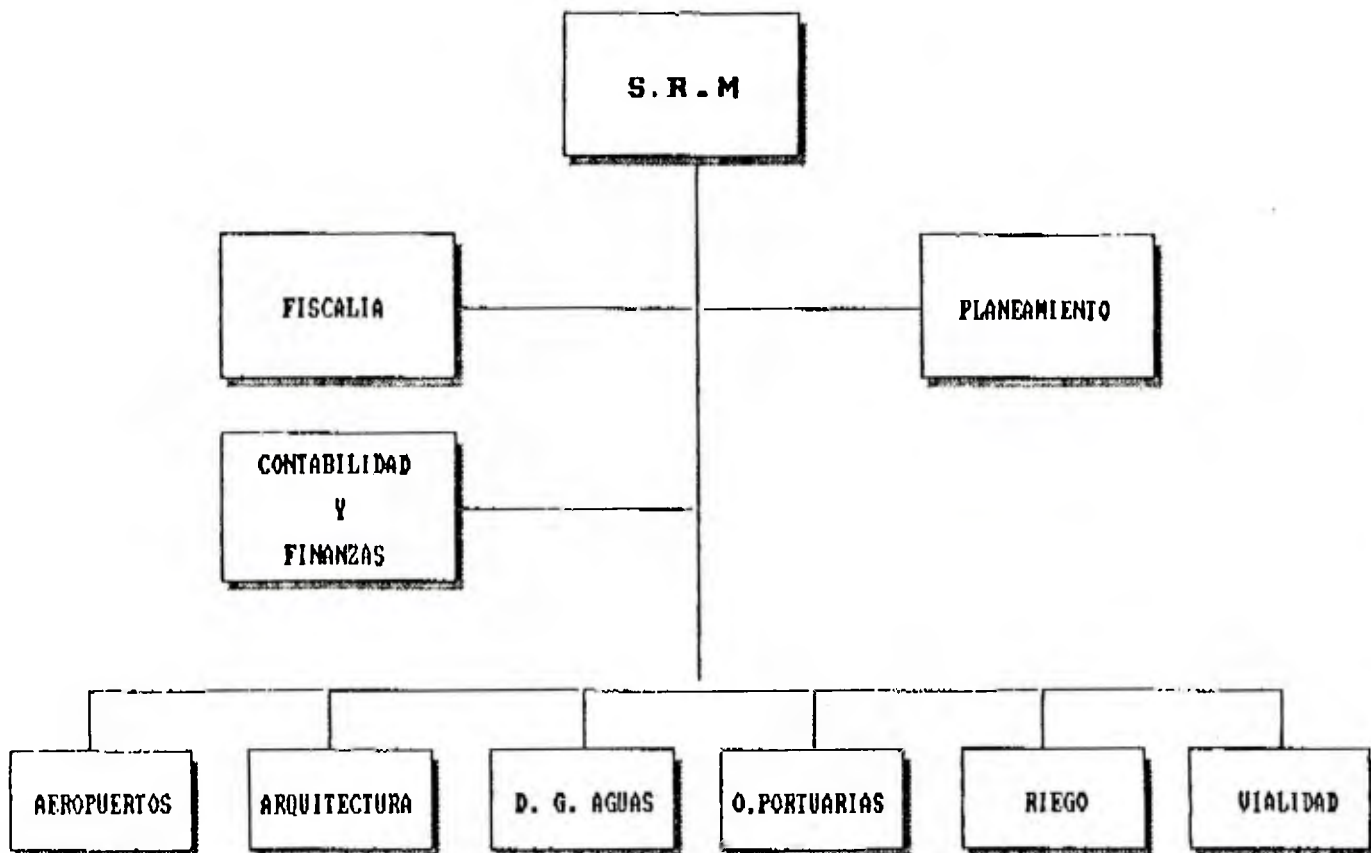 S.R.M
FISCALIA
PLANEAMIENTO
CONTABILIDAD
Y
FINANZAS
AEROPUERTOS
ARQUITECTURA
D. G. AGUAS
O.PORTUARIAS
RIEGO
VIALIDAD